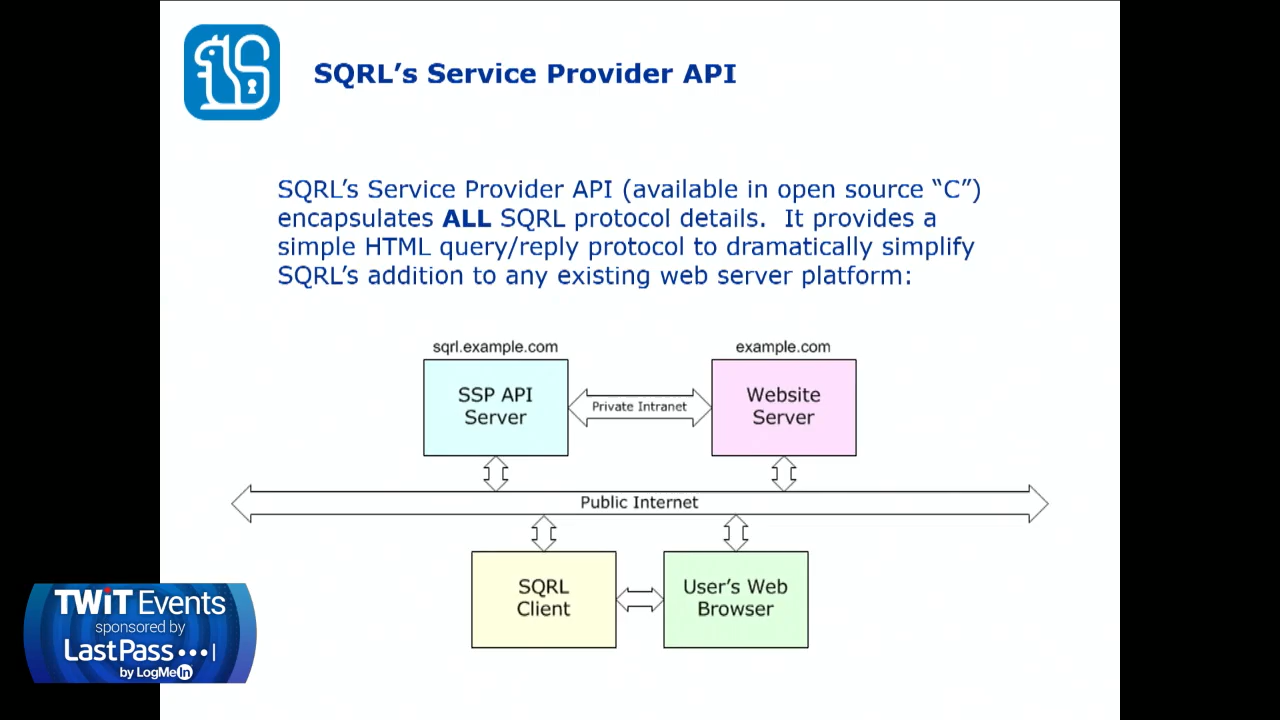 SQRL’s Service Provider API
SQRL’s Service Provider API (available in open source “C”)
encapsulates ALL SQRL protocol details.  It provides a
simple HTML query/reply protocol to dramatically simplify
SQRL’s addition to any existing web server platform:
sqrl.example.com
example.com
SSP API
Server
Private Intranet
Website
Server
Public Internet
SQRL
Client
User’s Web
Browser
TWiT Events
sponsored by
LastPass •••|
by LogMeIn